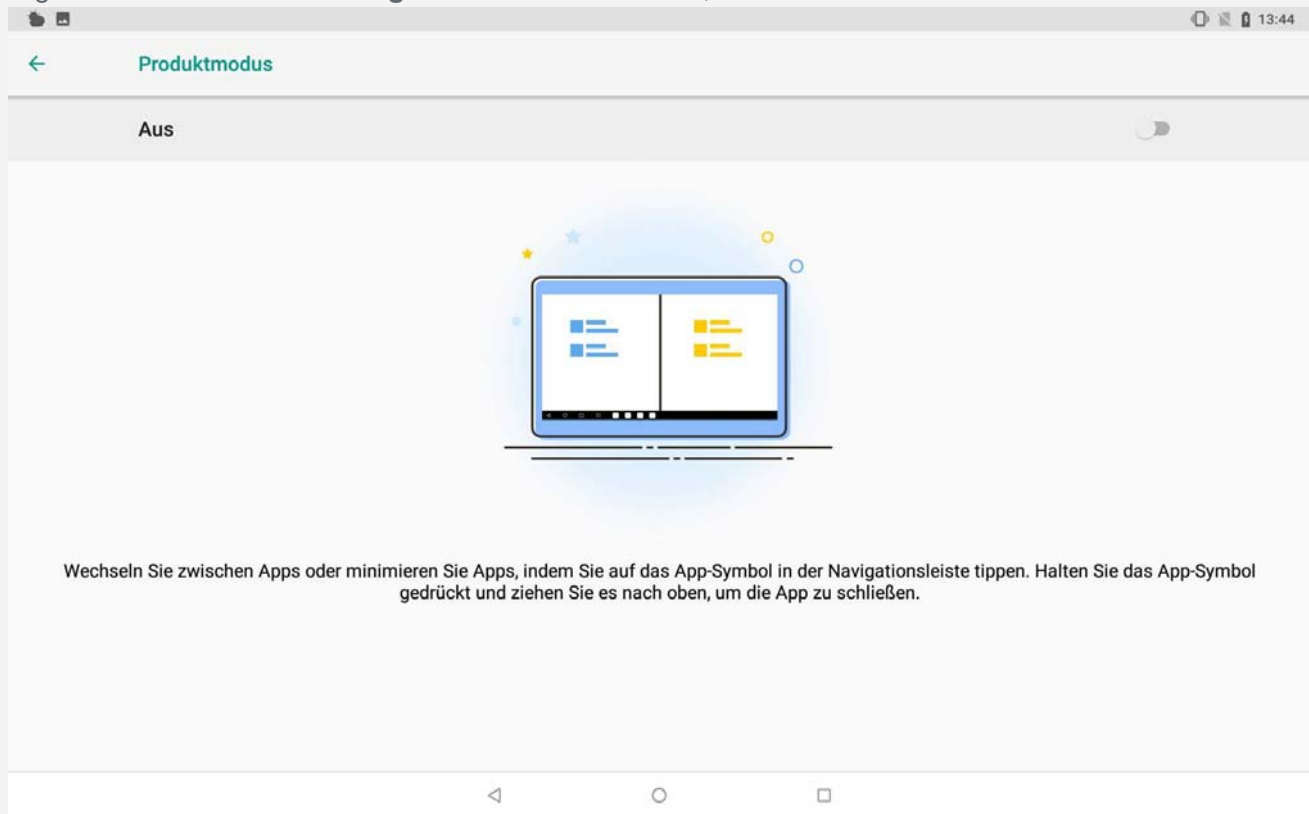 13:44
Produktmodus
Aus
Wechseln Sie zwischen Apps oder minimieren Sie Apps, indem Sie auf das App-Symbol in der Navigationsleiste tippen. Halten Sie das App-Symbol
gedrückt und ziehen Sie es nach oben, um die App zu schließen.